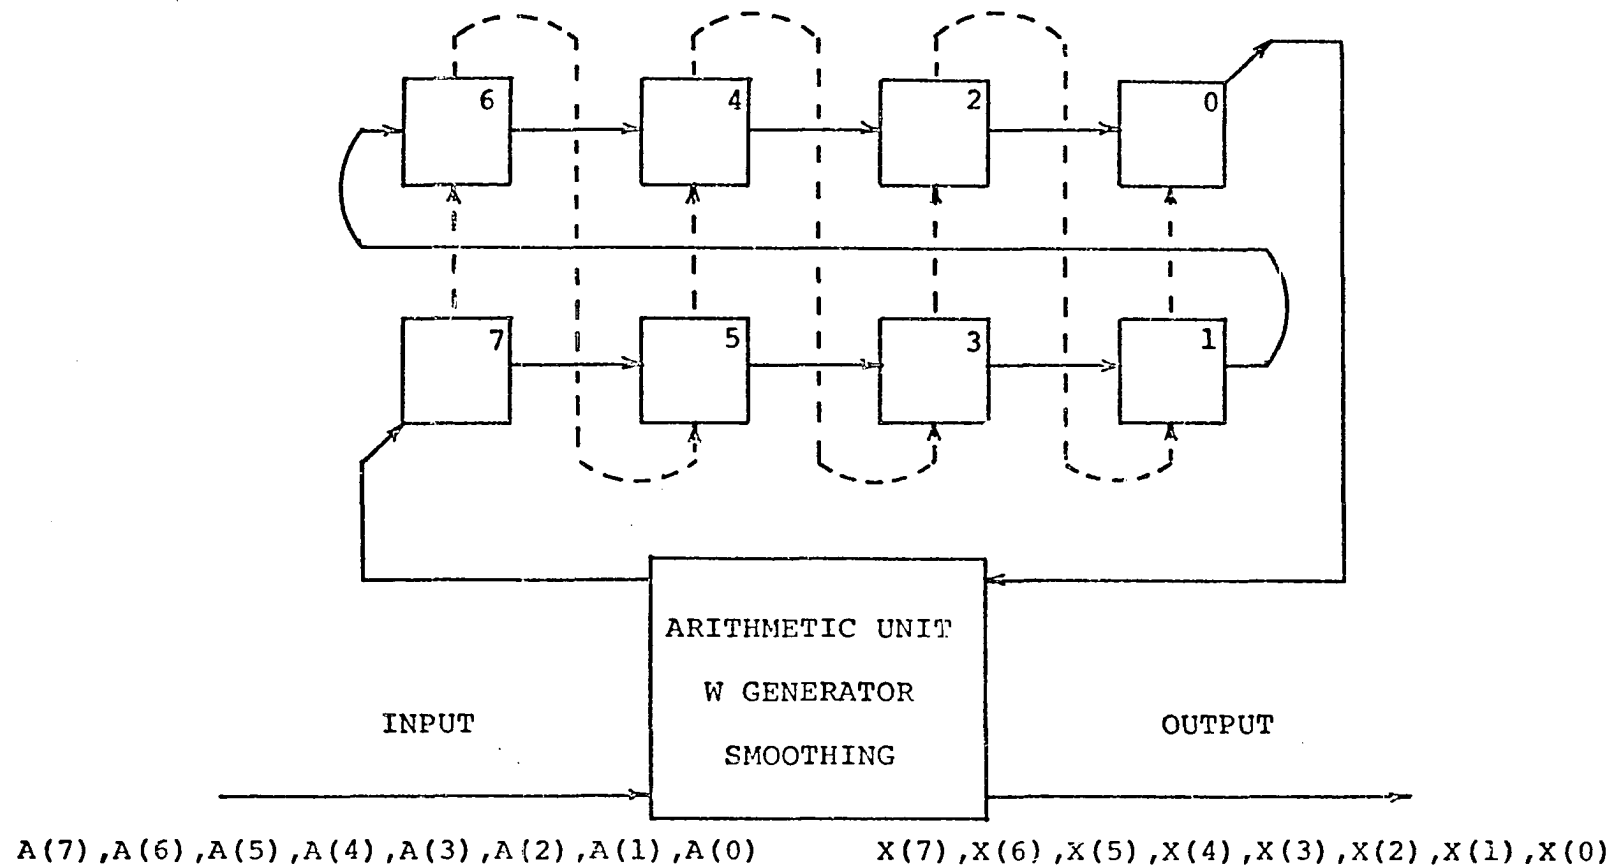 6 4 2 0
7 5 3 1
ARITHMETIC UNIT
W GENERATOR
INPUT OUTPUT
SMOOTHING
A(7),A(6),A(5),A(4),A(3),A(2),A(1),A(0) X(7),X(6),X(5),X(4),X(3),X(2),X(1),X(0)